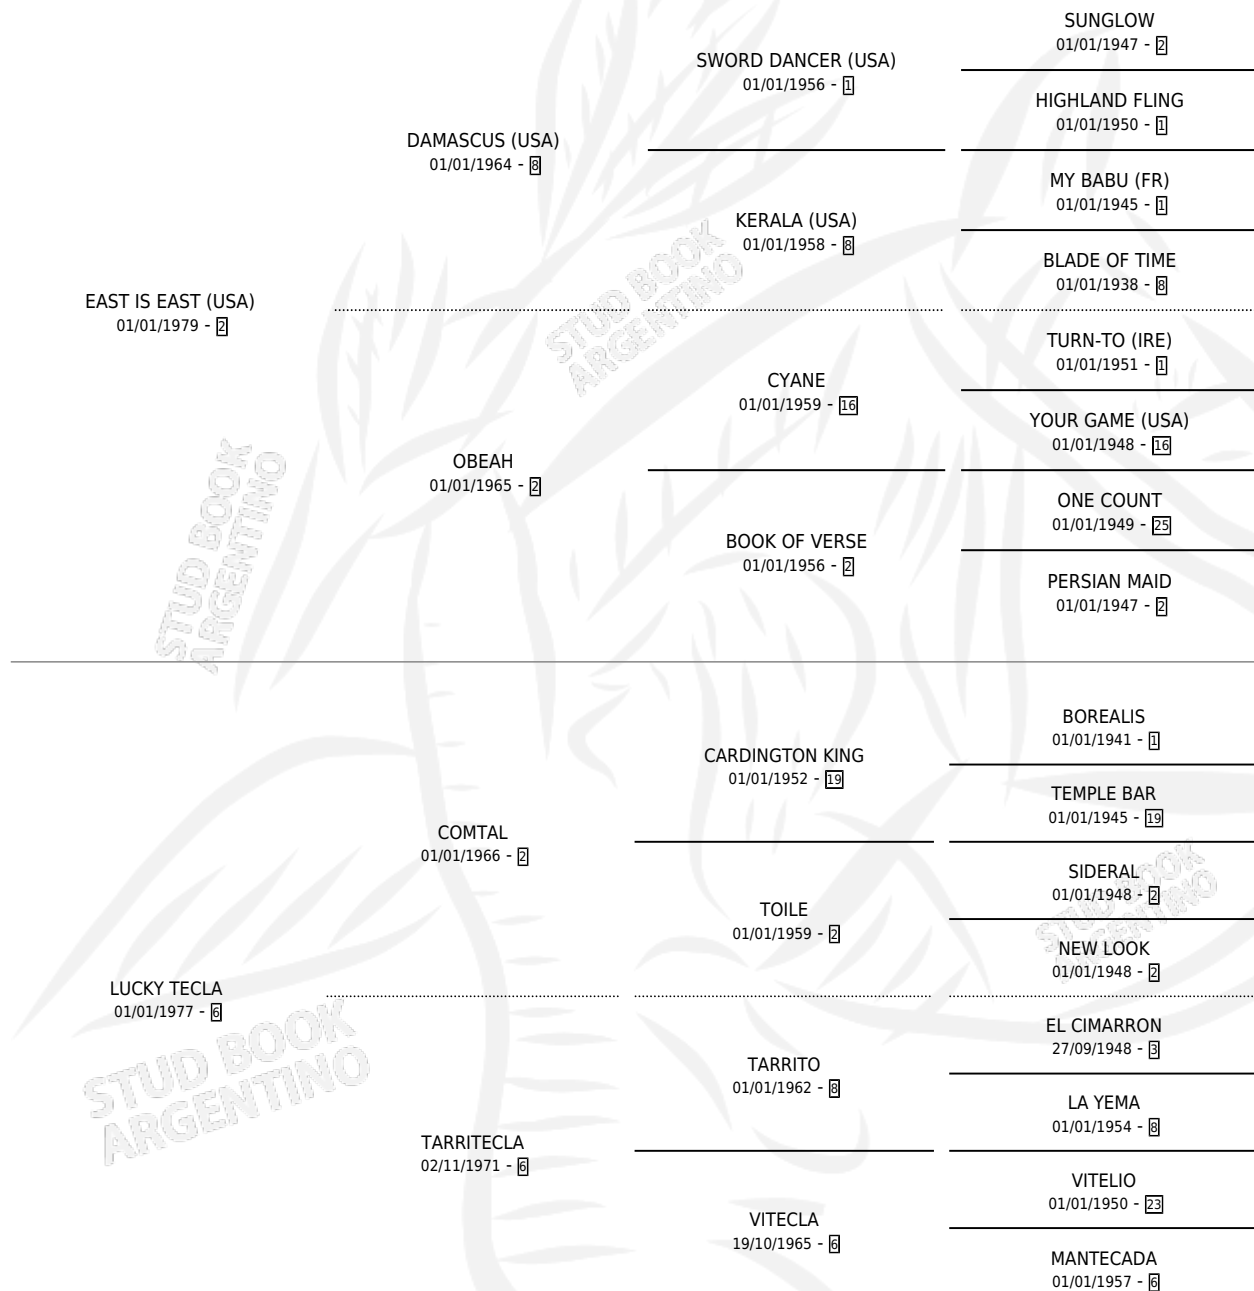 SUNGLOW
01/01/1947 - 2
SWORD DANCER (USA)
01/01/1956 - 1
HIGHLAND FLING
01/01/1950 - 1
DAMASCUS (USA)
01/01/1964 - 8
MY BABU (FR)
01/01/1945 - 1
KERALA (USA)
01/01/1958 - 8
BLADE OF TIME
01/01/1938 - 8
EAST IS EAST (USA)
01/01/1979 - 2
STUD BOOK
ARGENTINO
TURN-TO (IRE)
01/01/1951 - 1
CYANE
01/01/1959 - 16
YOUR GAME (USA)
01/01/1948 - 16
OBEAH
01/01/1965 - 2
ONE COUNT
01/01/1949 - 25
BOOK OF VERSE
01/01/1956 - 2
PERSIAN MAID
01/01/1947 - 2
STUD BOOK
ARGENTINO
BOREALIS
01/01/1941 - 1
CARDINGTON KING
01/01/1952 - 19
TEMPLE BAR
01/01/1945 - 19
COMTAL
01/01/1966 - 2
SIDERAL
01/01/1948 - 2
TOILE
01/01/1959 - 2
STUD BOOK
ARGENTINO
NEW LOOK
01/01/1948 - 2
LUCKY TECLA
01/01/1977 - 6
EL CIMARRON
27/09/1948 - 3
TARRITO
01/01/1962 - 8
LA YEMA
01/01/1954 - 8
STUD BOOK
ARGENTINO
TARRITECLA
02/11/1971 - 6
VITELIO
01/01/1950 - 23
VITECLA
19/10/1965 - 6
MANTECADA
01/01/1957 - 6